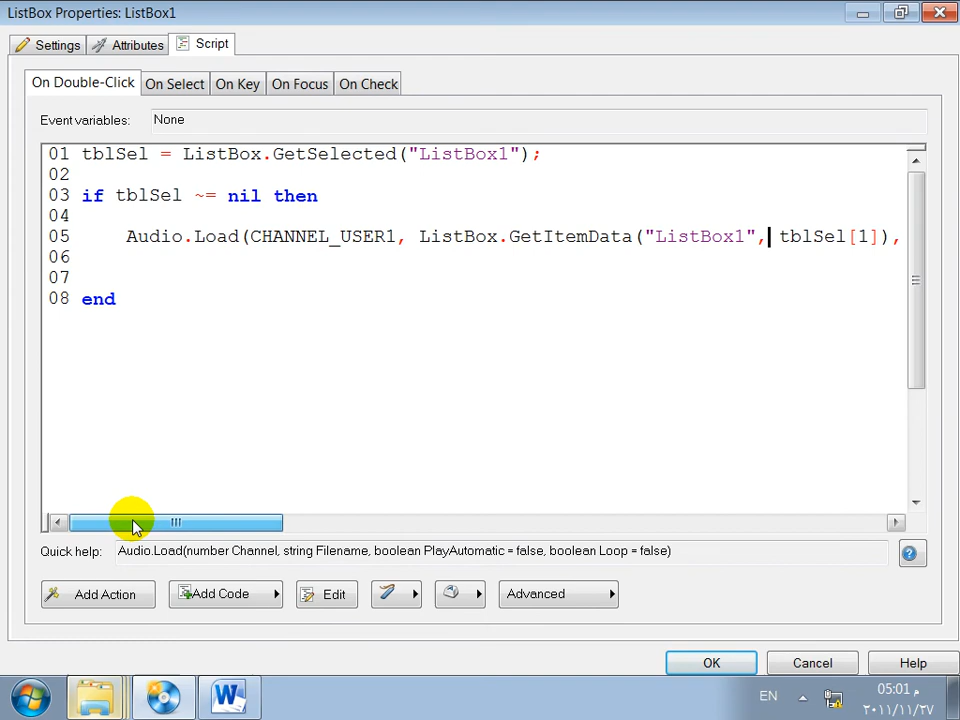 ListBox Properties: ListBox1
Settings Attributes Script
On Double-Click On Select On Key On Focus On Check
Event variables: None
01 tblSel = ListBox.GetSelected("ListBox1");
02
03 if tblSel ~= nil then
04
05 Audio.Load(CHANNEL_USER1, ListBox.GetItemData("ListBox1", tblSel[1]),
06
07
08 end
Quick help: Audio.Load(number Channel, string Filename, boolean PlayAutomatic = false, boolean Loop = false)
Add Action Add Code Edit Advanced
OK Cancel Help
EN 05:01 م
٢٠١١/١١/٢٧